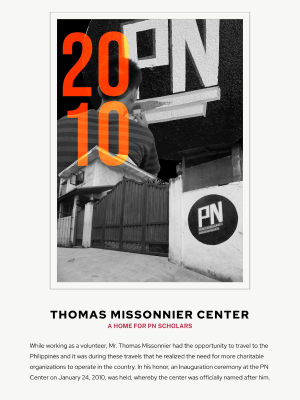 20
10
PN
PN
THOMAS MISSONNIER CENTER
A HOME FOR PN SCHOLARS
While working as a volunteer, Mr. Thomas Missonnier had the opportunity to travel to the
Philippines and it was during these travels that he realized the need for more charitable
organizations to operate in the country. In his honor, an Inauguration ceremony at the PN
Center on January 24, 2010, was held, whereby the center was officially named after him.